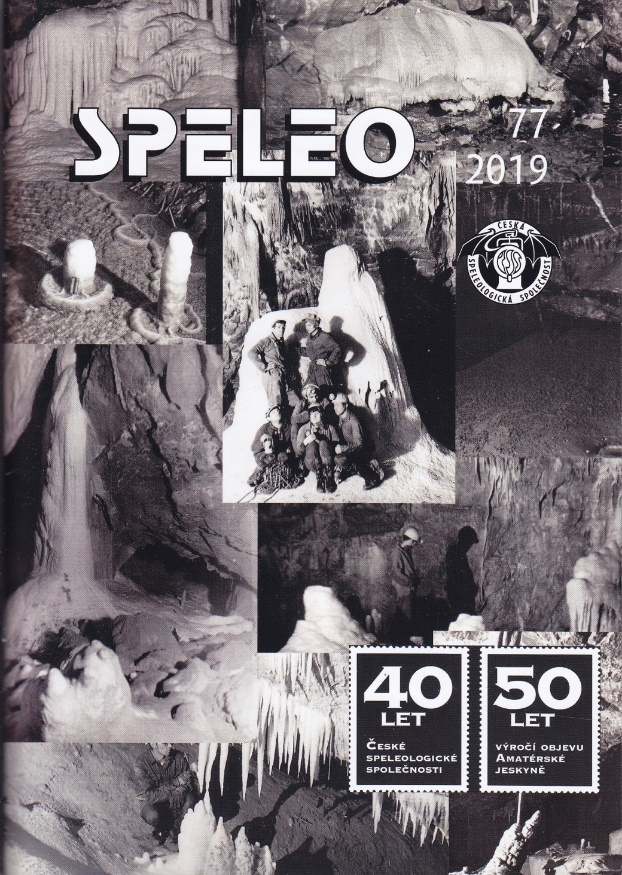 SPELEO
77
2019
ČESKÁ
SPELEOLOGICKÁ SPOLEČNOST
40
LET
ČESKÉ
SPELEOLOGICKÉ
SPOLEČNOSTI
50
LET
VÝROČÍ OBJEVU
AMATÉRSKÉ
JESKYNĚ